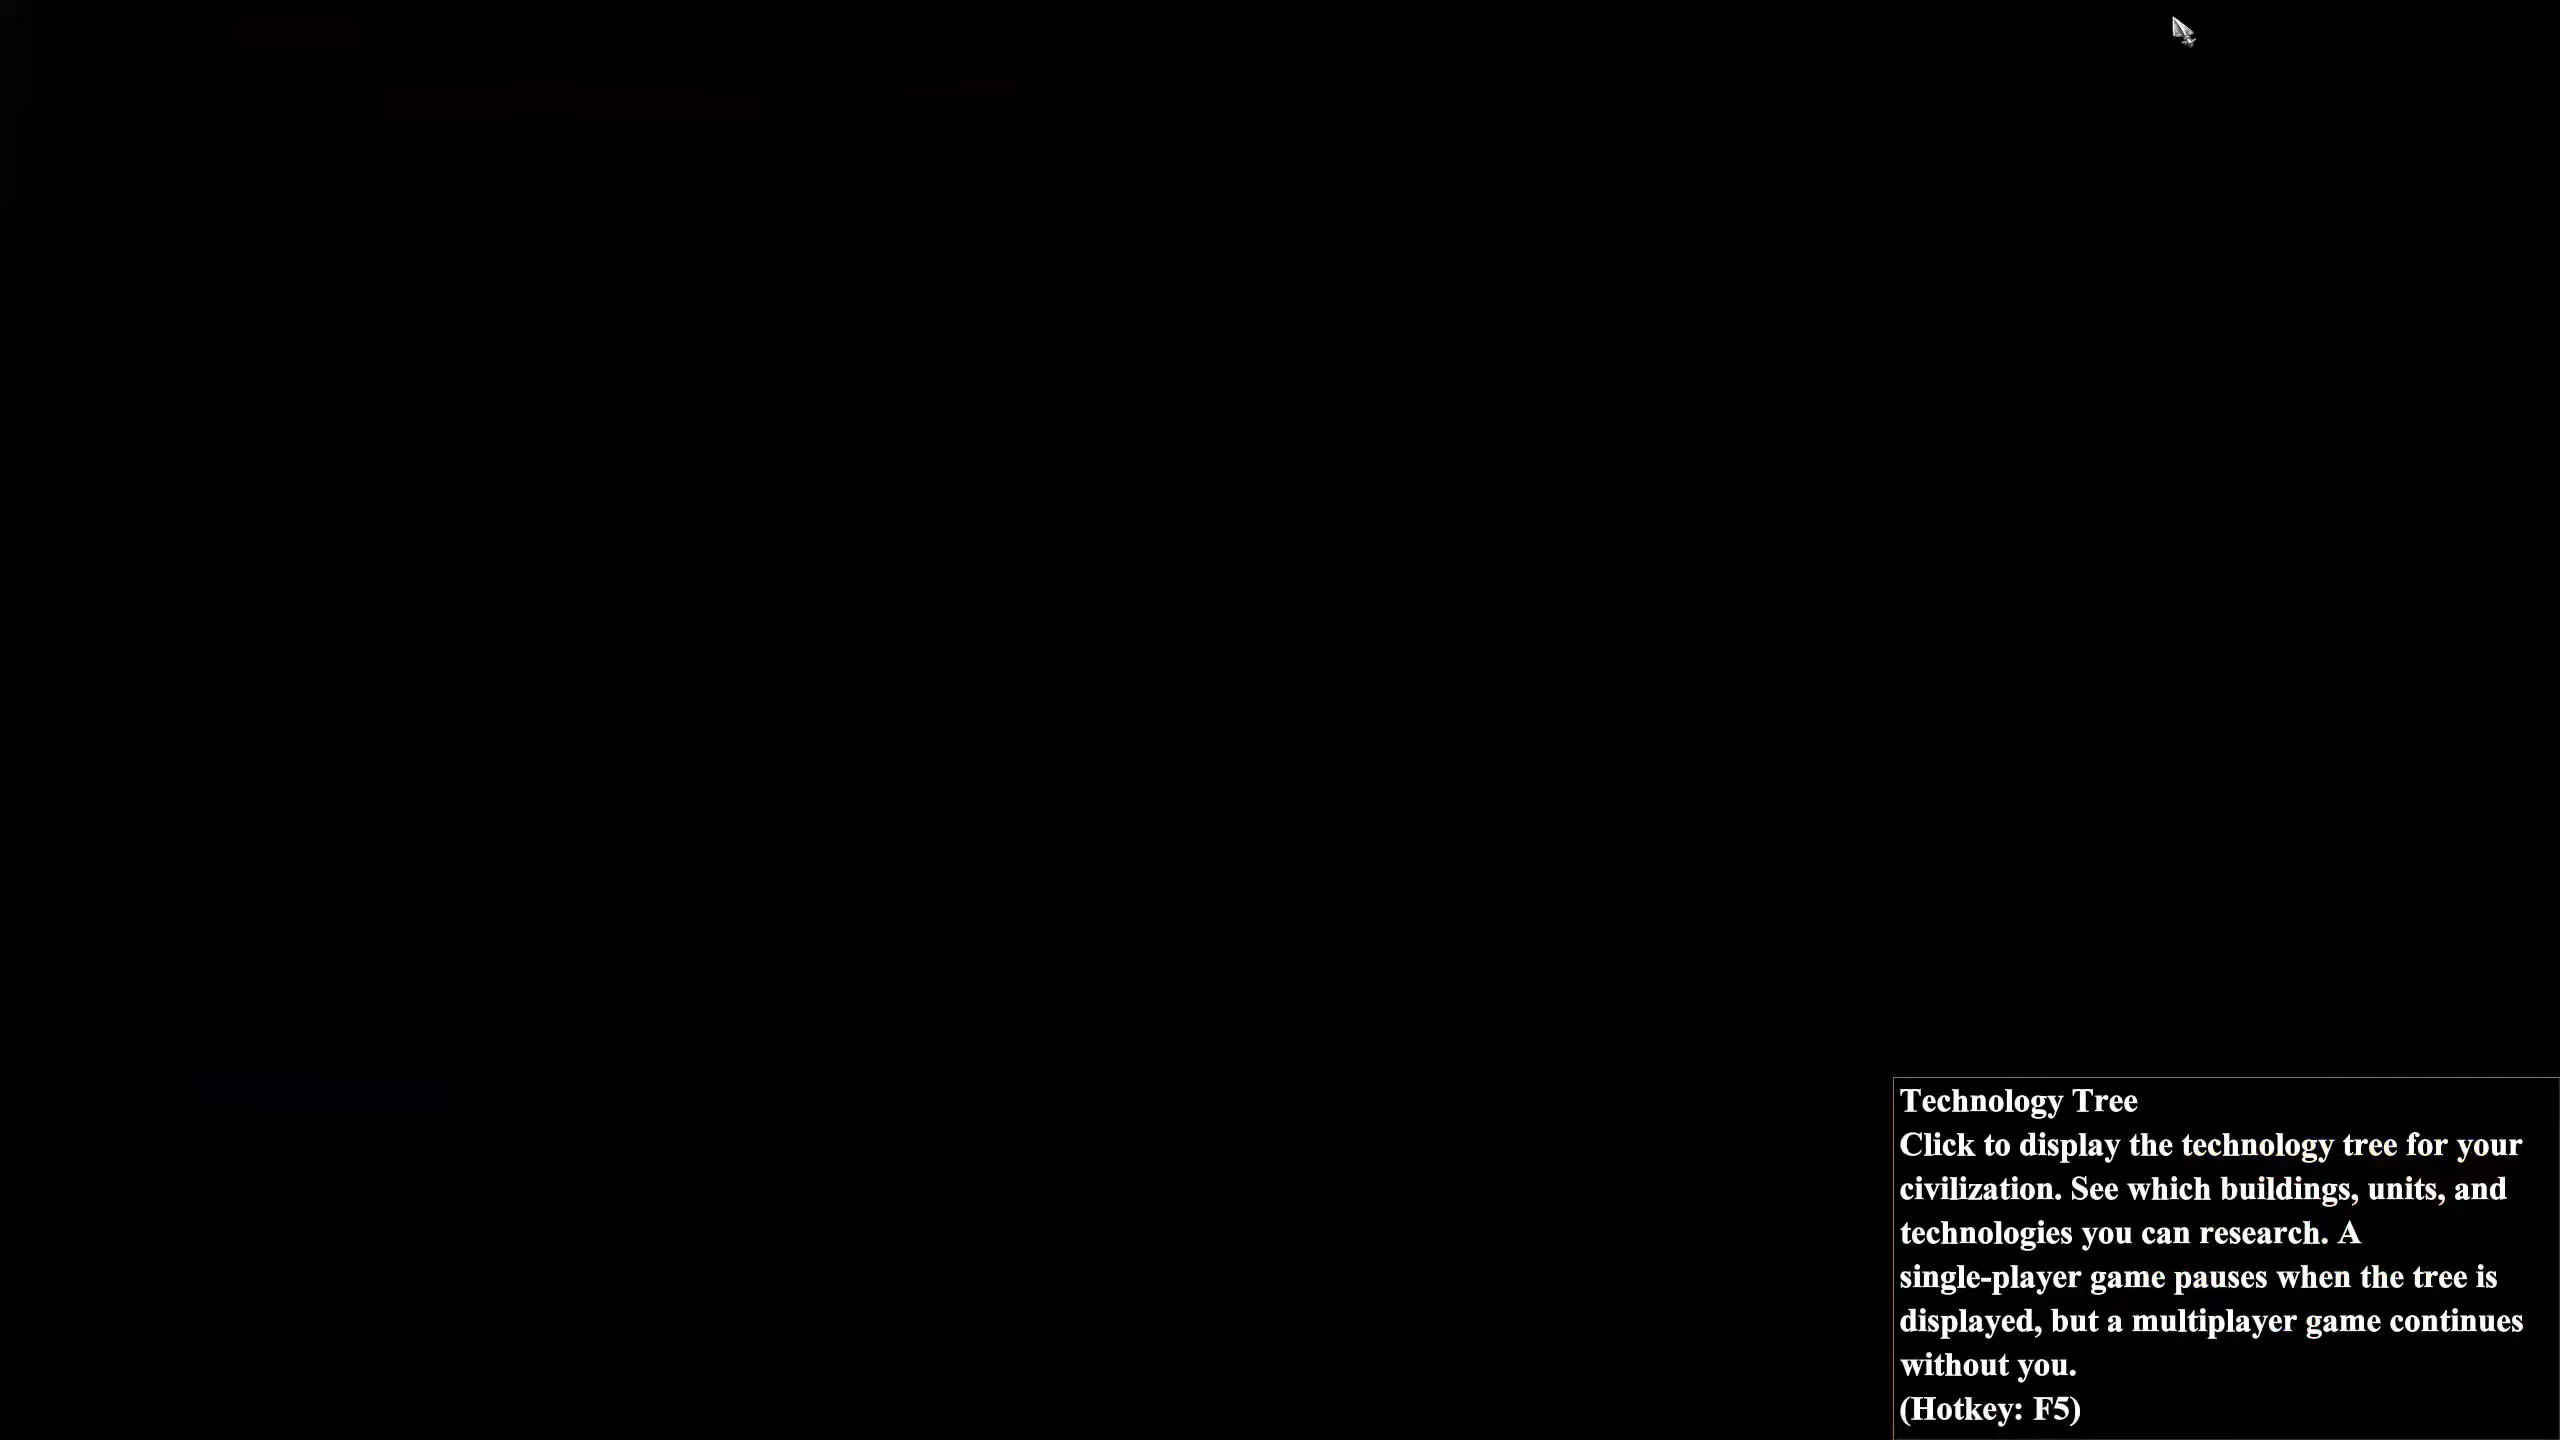 Technology Tree
Click to display the technology tree for your
civilization. See which buildings, units, and
technologies you can research. A
single-player game pauses when the tree is
displayed, but a multiplayer game continues
without you.
(Hotkey: F5)